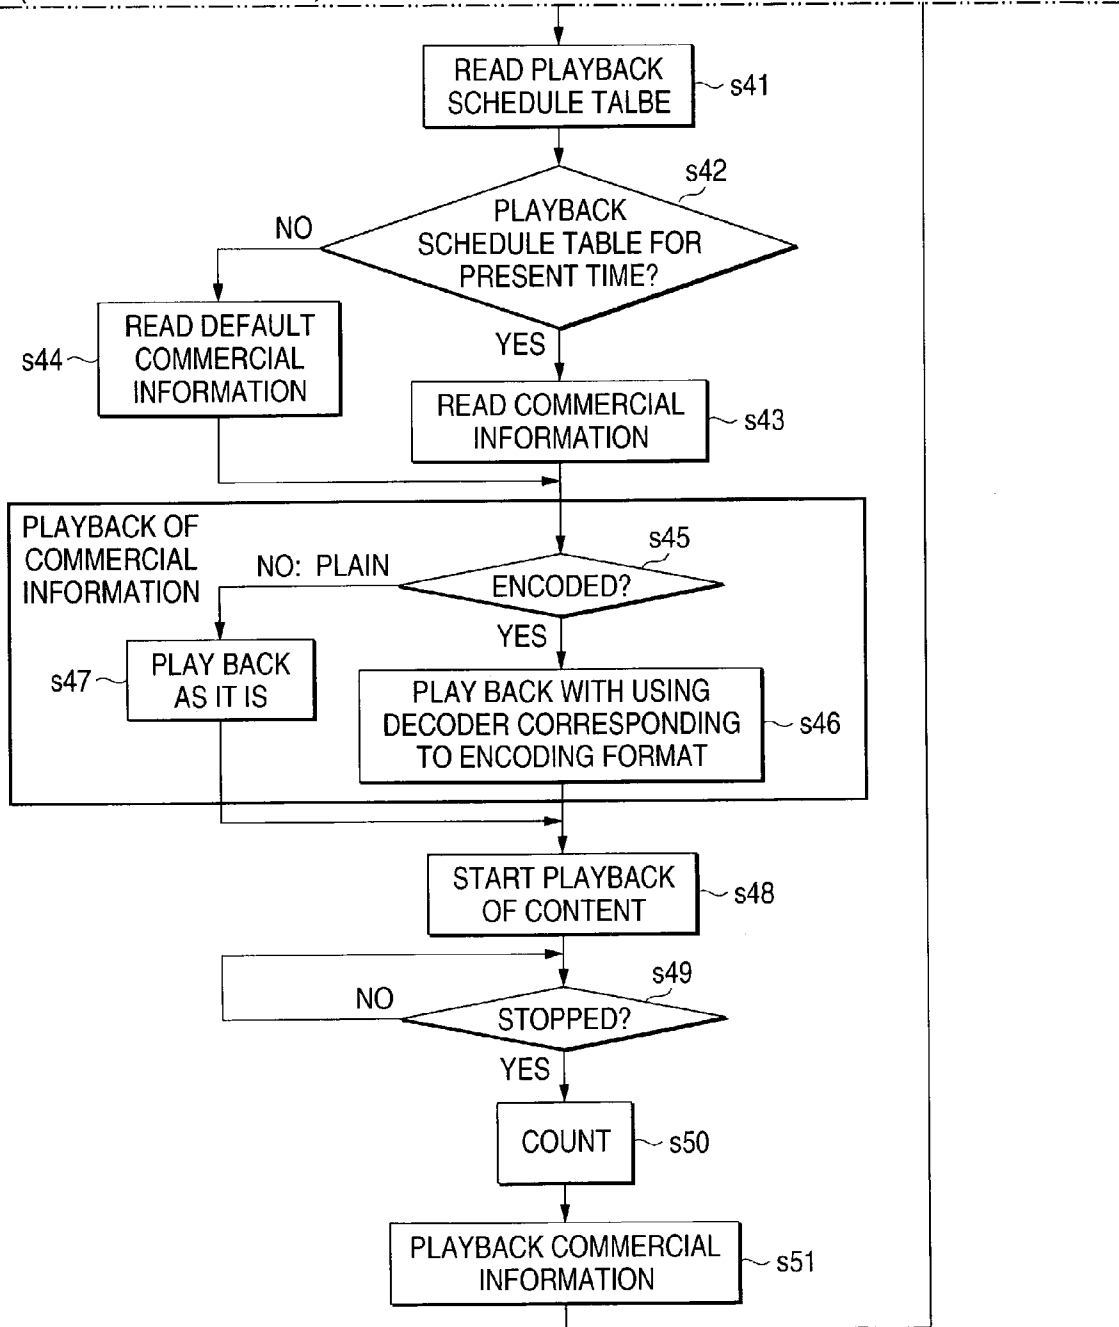 READ PLAYBACK
SCHEDULE TALBE
s41
s42
PLAYBACK
SCHEDULE TABLE FOR
PRESENT TIME?
NO
YES
READ DEFAULT
COMMERCIAL
INFORMATION
s44
READ COMMERCIAL
INFORMATION
s43
PLAYBACK OF
COMMERCIAL
INFORMATION
s45
NO: PLAIN
ENCODED?
YES
s47
PLAY BACK
AS IT IS
PLAY BACK WITH USING
DECODER CORRESPONDING
TO ENCODING FORMAT
s46
START PLAYBACK
OF CONTENT
s48
s49
NO
STOPPED?
YES
COUNT
s50
PLAYBACK COMMERCIAL
INFORMATION
s51